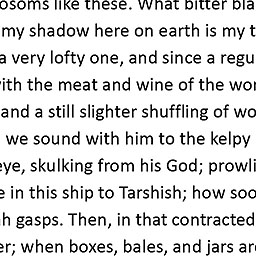 osoms like these. What bitter bla
my shadow here on earth is my t
a very lofty one, and since a regu
with the meat and wine of the wor
and a still slighter shuffling of wo
we sound with him to the kelpy
eye, skulking from his God; prowli
e in this ship to Tarshish; how soo
ah gasps. Then, in that contracted
er; when boxes, bales, and jars are